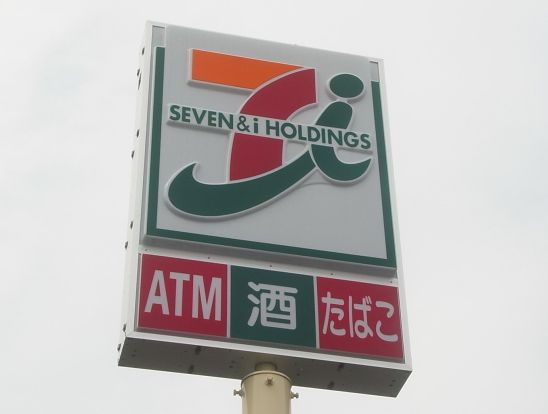 SEVEN & i HOLDINGS
ATM 酒 たばこ